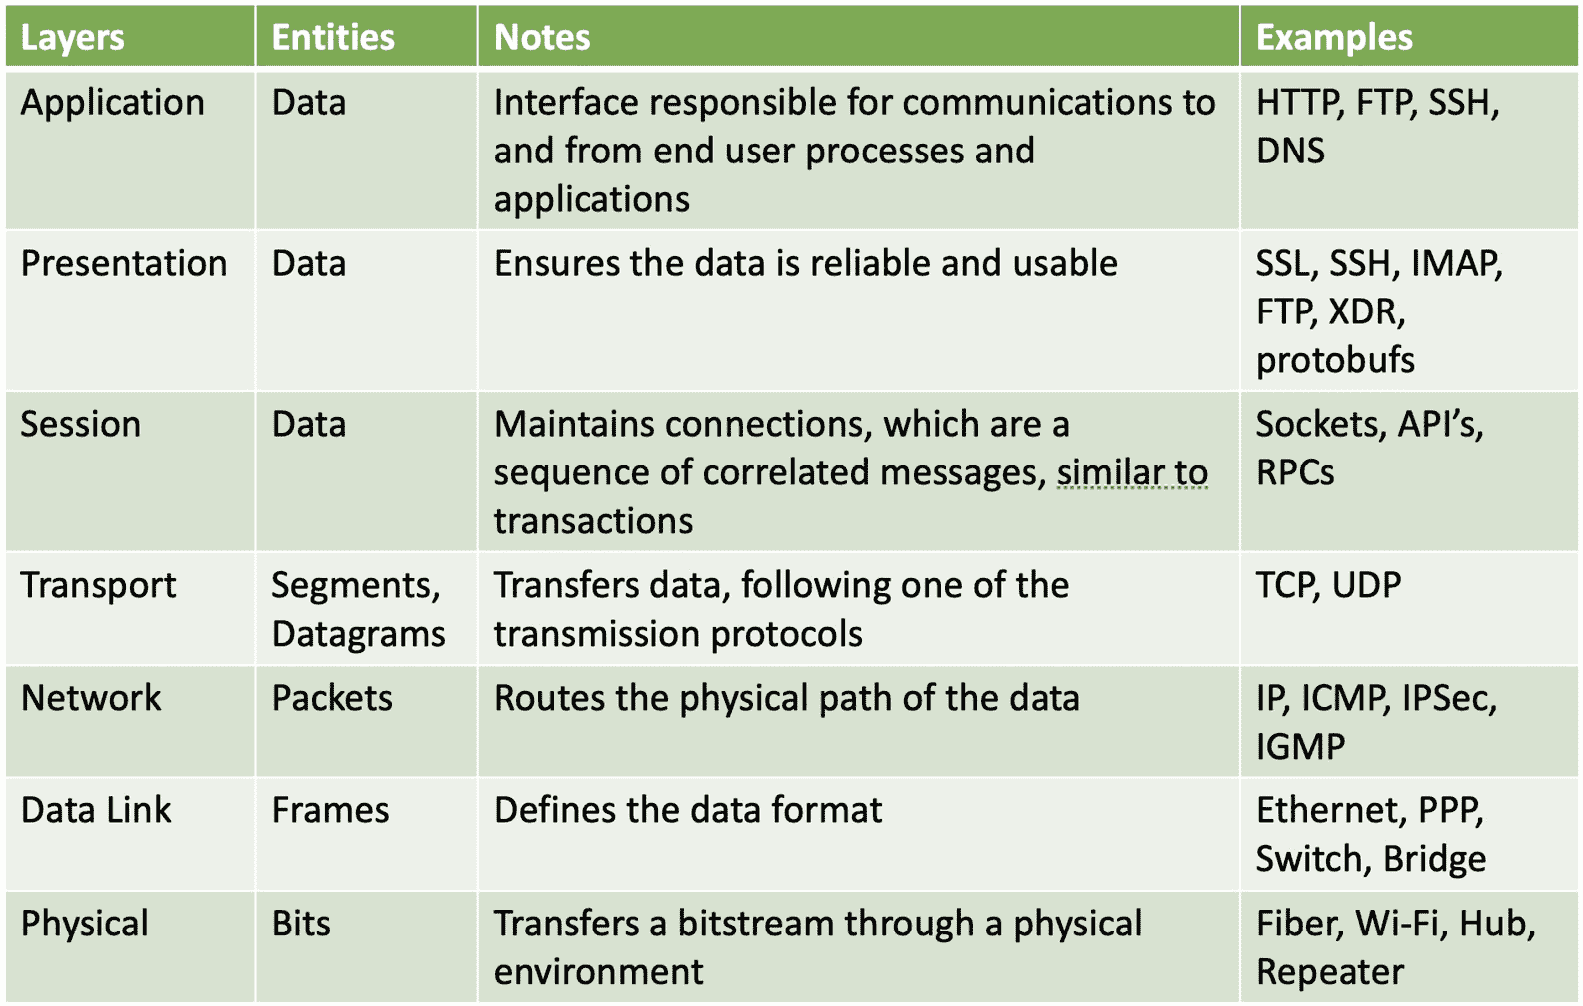 Layers Entities Notes Examples
Application Data Interface responsible for communications to HTTP, FTP, SSH,
and from end user processes and DNS
applications
Presentation Data Ensures the data is reliable and usable SSL, SSH, IMAP,
FTP, XDR,
protobufs
Session Data Maintains connections, which are a Sockets, API’s,
sequence of correlated messages, similar to RPCs
transactions
Transport Segments, Transfers data, following one of the TCP, UDP
Datagrams transmission protocols
Network Packets Routes the physical path of the data IP, ICMP, IPSec,
IGMP
Data Link Frames Defines the data format Ethernet, PPP,
Switch, Bridge
Physical Bits Transfers a bitstream through a physical Fiber, Wi-Fi, Hub,
environment Repeater